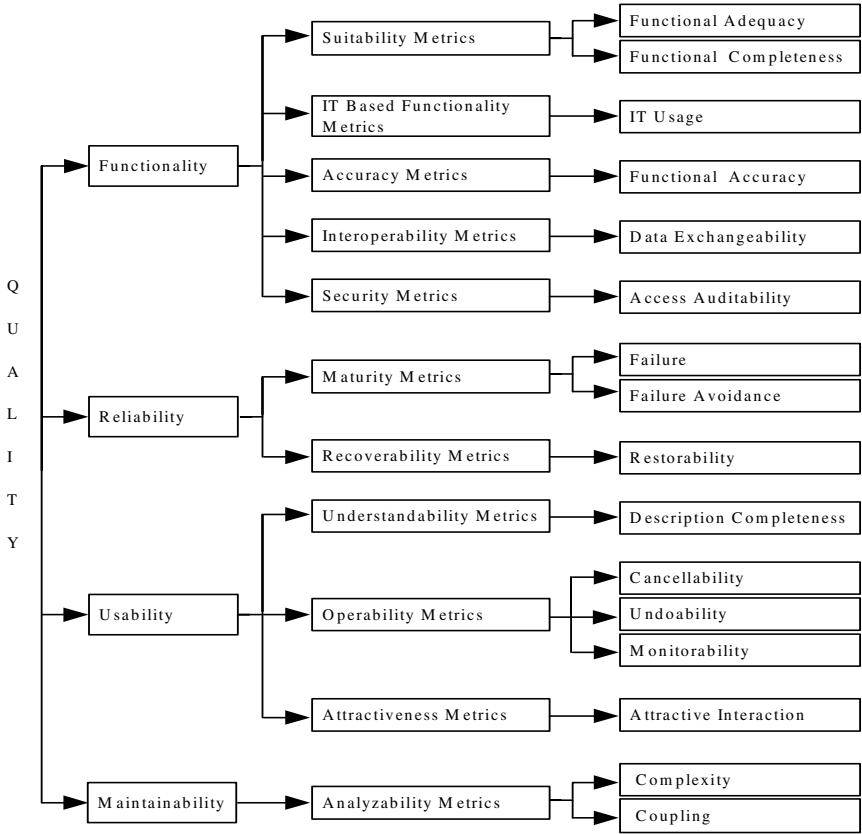 QUALITY
Functionality
Suitability Metrics
Functional Adequacy
Functional Completeness
IT Based Functionality
Metrics
IT Usage
Accuracy Metrics
Functional Accuracy
Interoperability Metrics
Data Exchangeability
Security Metrics
Access Auditability
Reliability
Maturity Metrics
Failure
Failure Avoidance
Recoverability Metrics
Restorability
Usability
Understandability Metrics
Description Completeness
Operability Metrics
Cancellability
Undoability
Monitorability
Attractiveness Metrics
Attractive Interaction
Maintainability
Analyzability Metrics
Complexity
Coupling